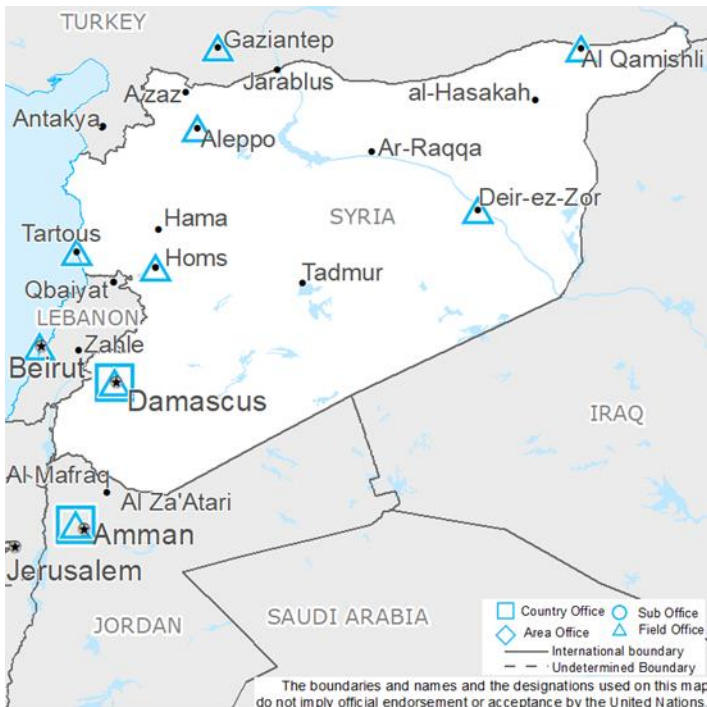 TURKEY
Gaziantep
Al Qamishli
Jarablus
A'zaz
al-Hasakah
Antakya
Aleppo
Ar-Raqqa
Deir-ez-Zor
SYRIA
Hama
Tartous
Homs
Tadmur
Qbaiyat
LEBANON
Zahle
Beirut
Damascus
IRAQ
Al-Mafraq
Al Za'Atari
Amman
Jerusalem
JORDAN
SAUDI ARABIA
Country Office
Sub Office
Area Office
Field Office
International boundary
Undetermined Boundary
The boundaries and names and the designations used on this map
do not imply official endorsement or acceptance by the United Nations.